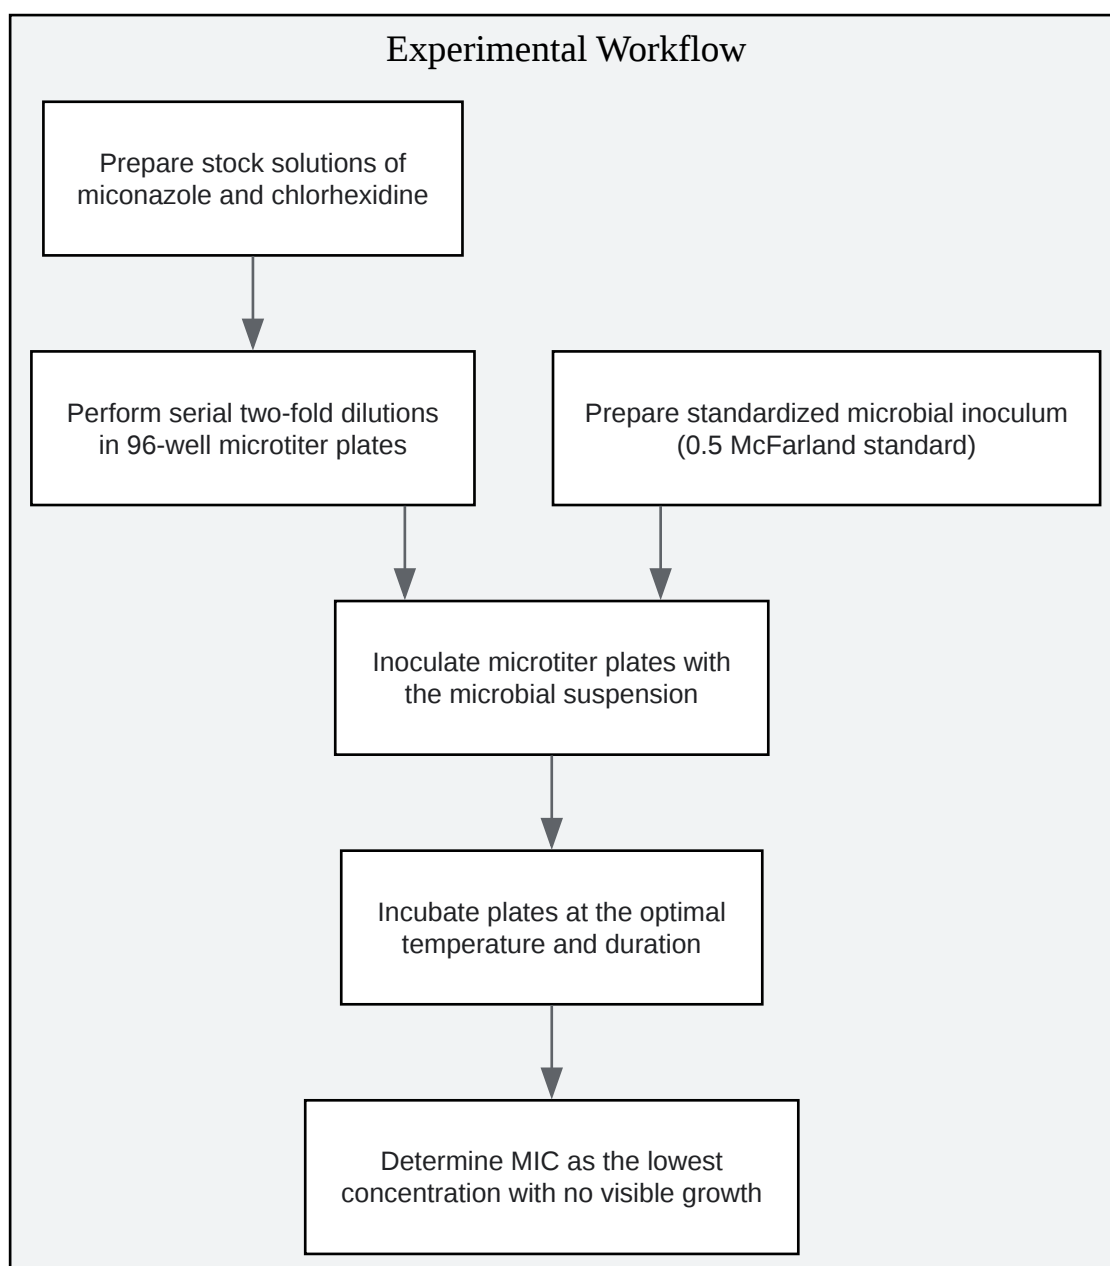 Experimental Workflow
Prepare stock solutions of
miconazole and chlorhexidine
Perform serial two-fold dilutions
in 96-well microtiter plates
Prepare standardized microbial inoculum
(0.5 McFarland standard)
Inoculate microtiter plates with
the microbial suspension
Incubate plates at the optimal
temperature and duration
Determine MIC as the lowest
concentration with no visible growth